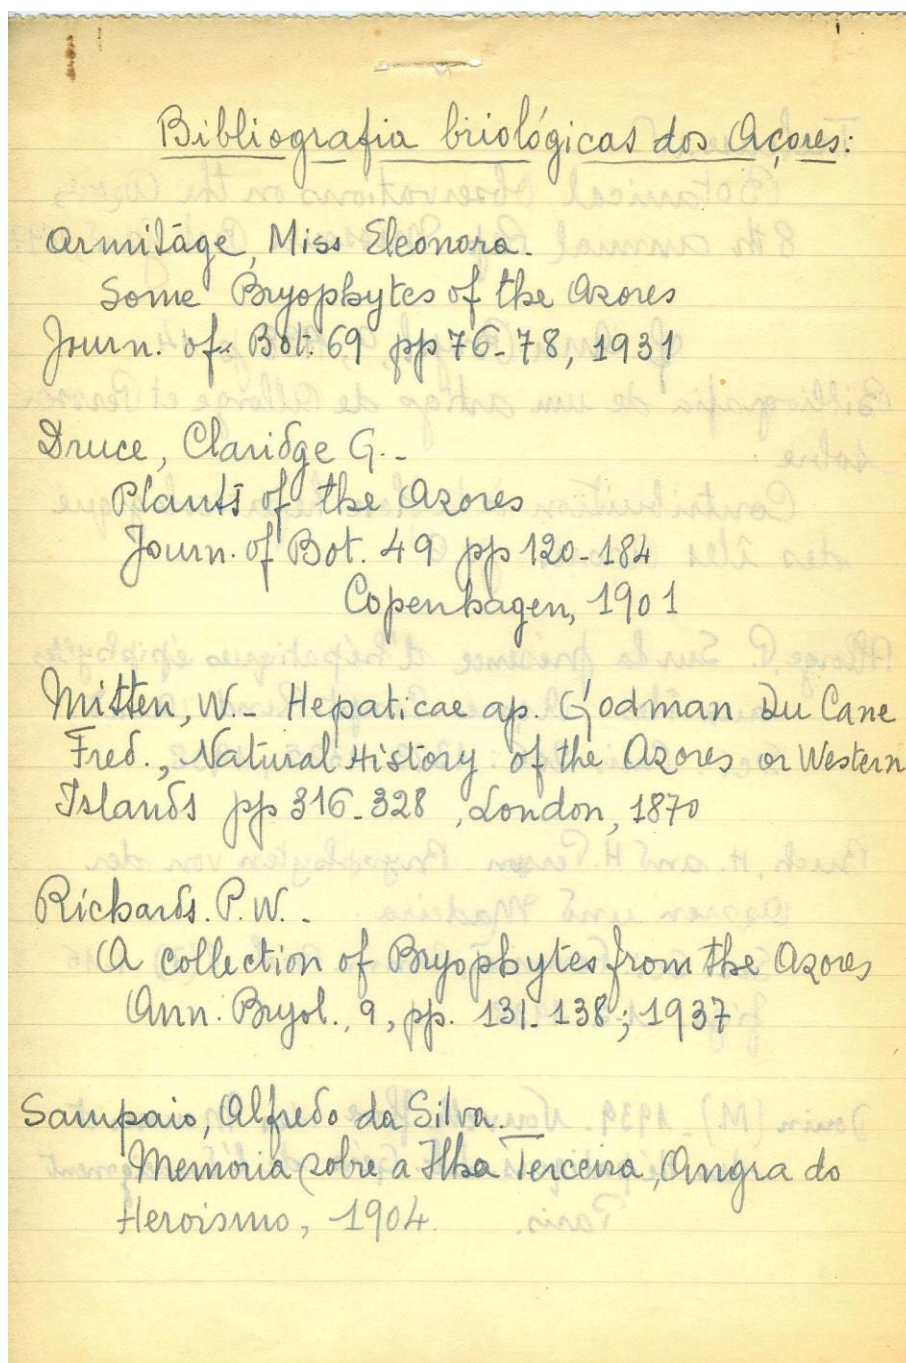 Bibliografia briológicas dos Açores:
Armitage, Miss Eleonora.
Some Bryophytes of the Azores
Journ. of Bot. 69 pp 76-78, 1931
Druce, Claridge G.-
Plants of the Azores
Journ. of Bot. 49 pp 120-184
Copenhagen, 1901
Mitten, W.- Hepaticae ap. Godman Du Cane
Fred., Natural History of the Azores or Western
Islands pp 316-328, London, 1870
Richards. P. W. -
A collection of Bryophytes from the Azores
Ann. Bryol., 9, pp. 131-138; 1937
Sampaio, Alfredo da Silva.
Memoria sobre a Ilha Terceira, Angra do
Heroismo, 1904.